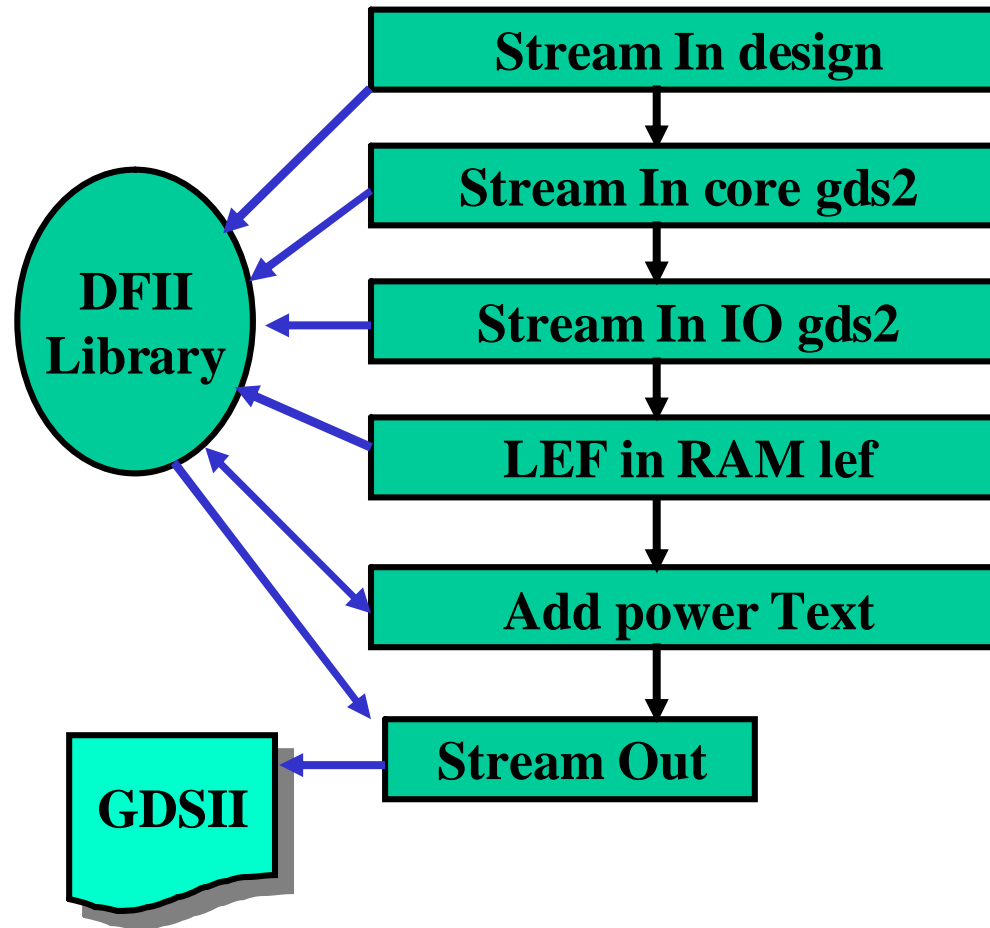 Stream In design
Stream In core gds2
DFII
Library
Stream In IO gds2
LEF in RAM lef
Add power Text
Stream Out
GDSII